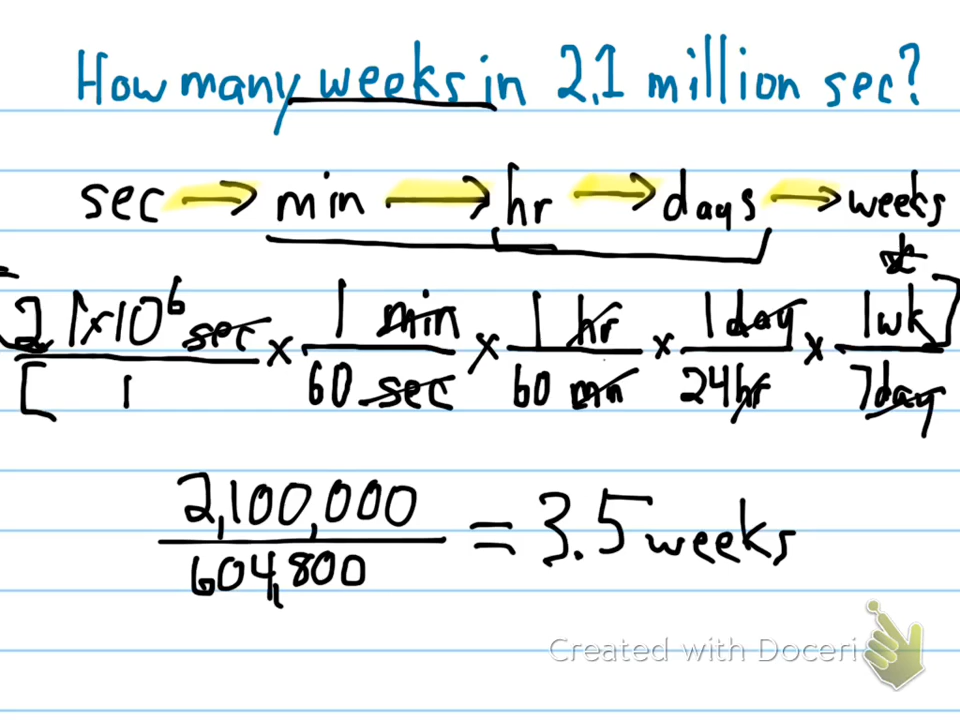 How many weeks in 2.1 million sec?
sec → min → hr → days → weeks
2.1×10⁶ sec × 1 min × 1 hr × 1 day × 1 wk
1 60 sec 60 min 24 hr 7 day
2,100,000
604,800 = 3.5 weeks
Created with Doceri